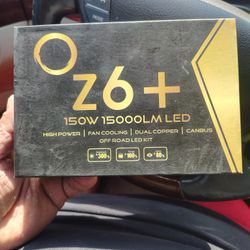 Z6+
150W 15000LM LED
HIGH POWER | FAN COOLING | DUAL COPPER | CANBUS
OFF ROAD LED KIT